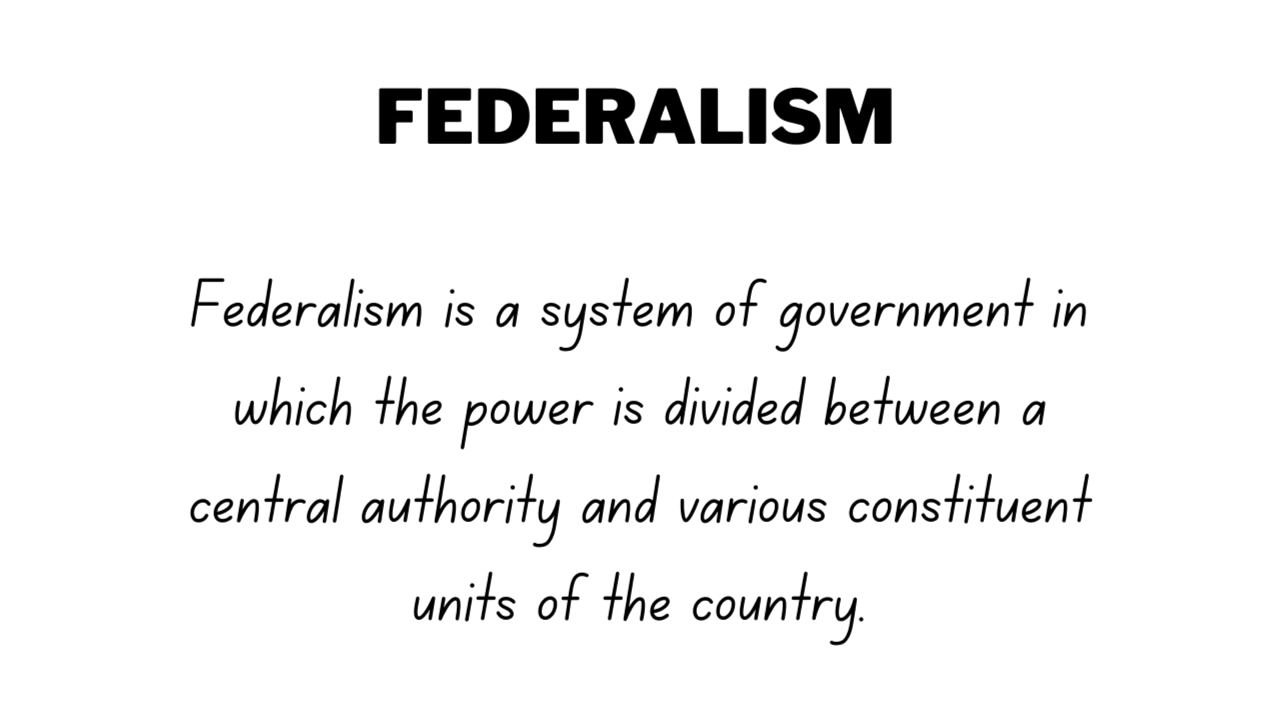 FEDERALISM
Federalism is a system of government in
which the power is divided between a
central authority and various constituent
units of the country.